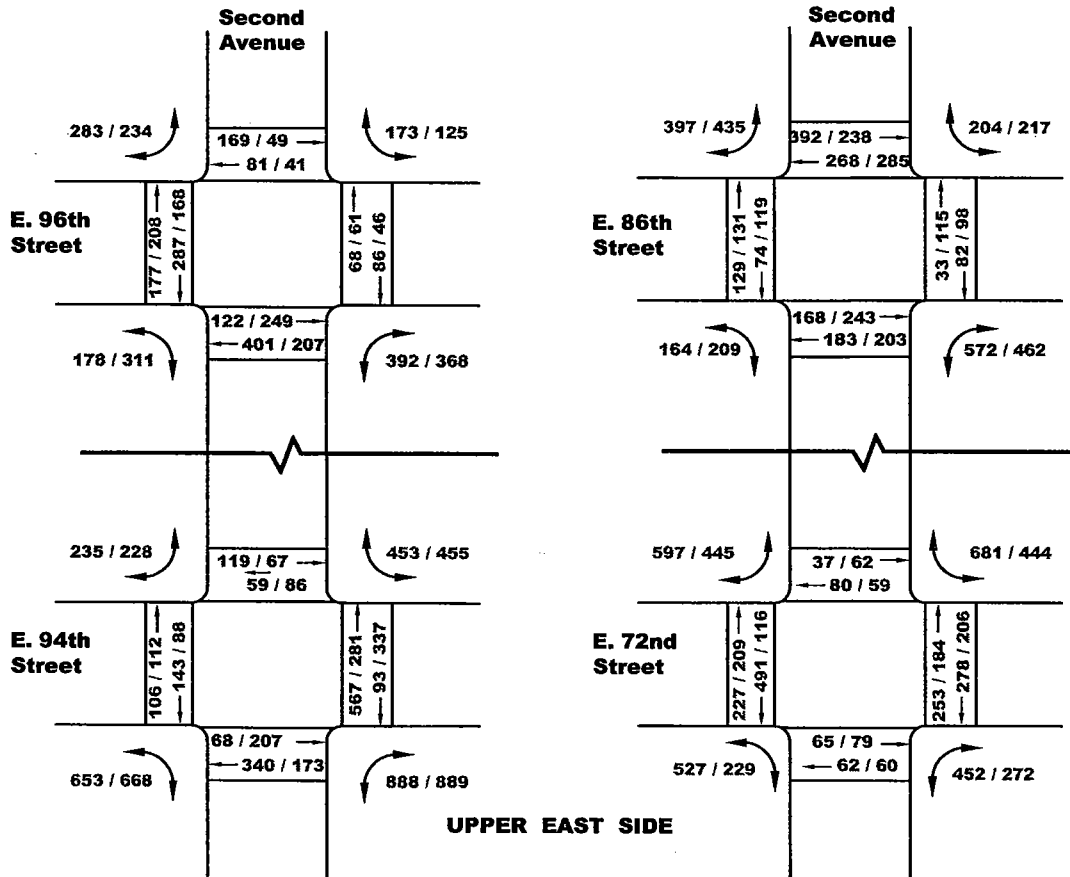 Second
Avenue
283 / 234
169 / 49
81 / 41
173 / 125
E. 96th
Street
177 / 208
287 / 168
68 / 61
86 / 46
122 / 249
401 / 207
178 / 311
392 / 368
235 / 228
119 / 67
59 / 86
453 / 455
E. 94th
Street
106 / 112
143 / 88
567 / 281
93 / 337
68 / 207
340 / 173
653 / 668
888 / 889
Second
Avenue
397 / 435
392 / 238
268 / 285
204 / 217
E. 86th
Street
129 / 131
74 / 119
33 / 115
82 / 98
168 / 243
183 / 203
164 / 209
572 / 462
597 / 445
37 / 62
80 / 59
681 / 444
E. 72nd
Street
227 / 209
491 / 116
253 / 184
278 / 206
65 / 79
62 / 60
527 / 229
452 / 272
UPPER EAST SIDE